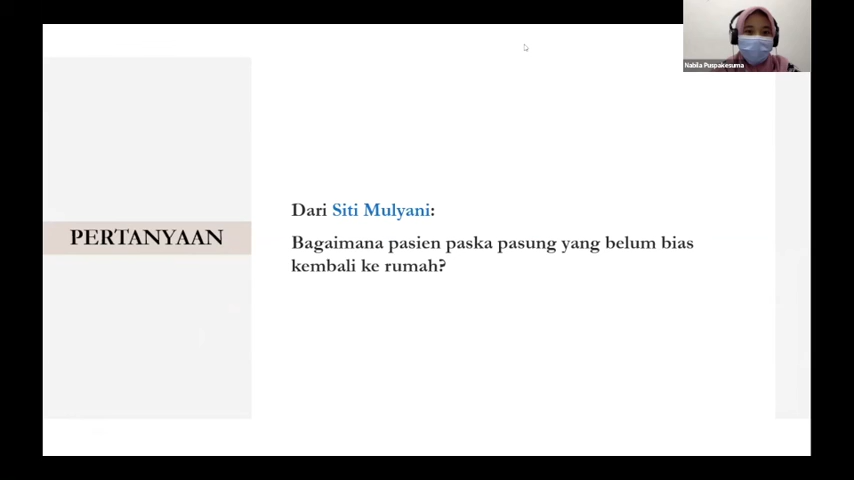 Nabila Puspakesuma
PERTANYAAN
Dari Siti Mulyani:
Bagaimana pasien paska pasung yang belum bias
kembali ke rumah?